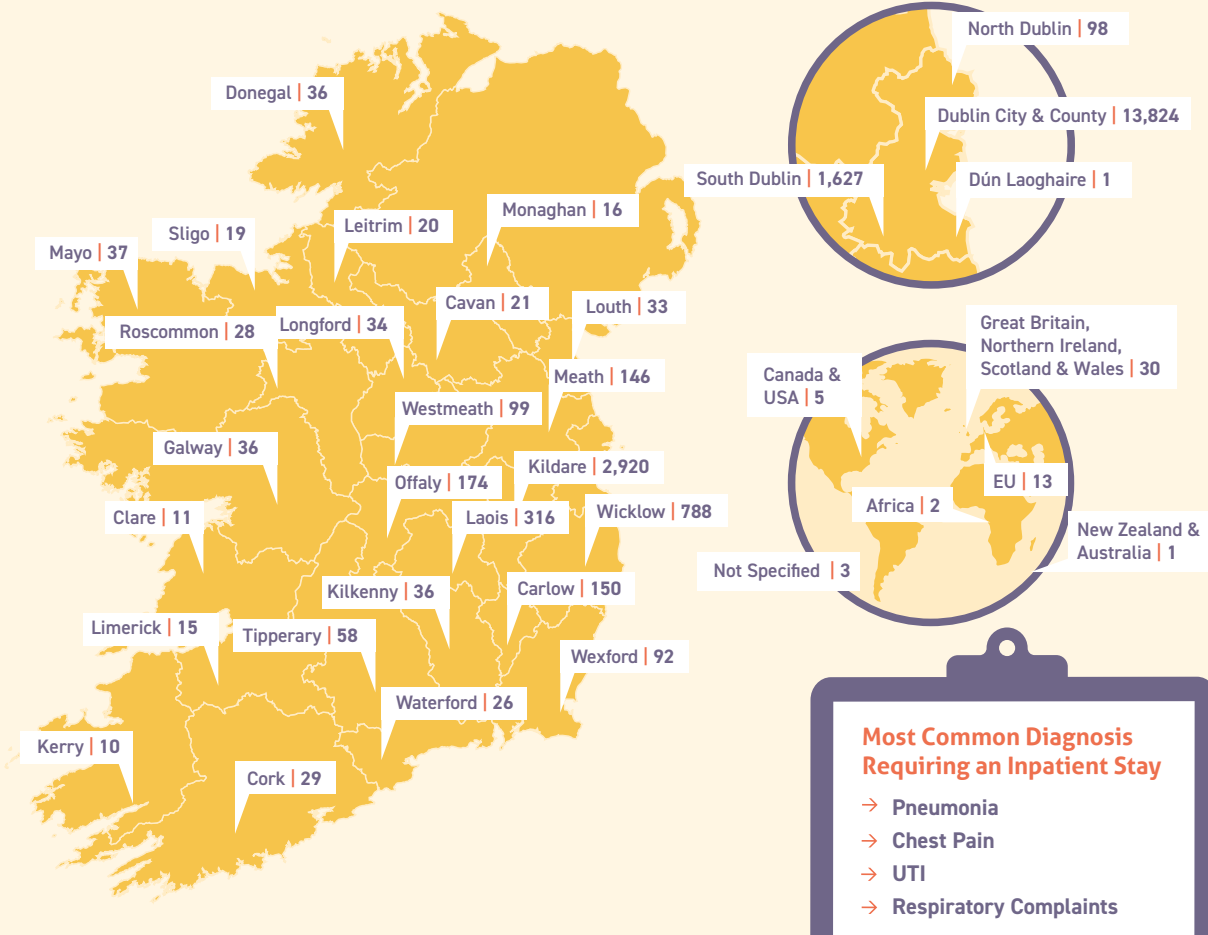 Donegal | 36
Monaghan | 16
Leitrim | 20
Sligo | 19
Mayo | 37
Cavan | 21
Louth | 33
Roscommon | 28
Longford | 34
Meath | 146
Westmeath | 99
Galway | 36
Kildare | 2,920
Offaly | 174
Clare | 11
Laois | 316
Wicklow | 788
Kilkenny | 36
Carlow | 150
Limerick | 15
Tipperary | 58
Wexford | 92
Waterford | 26
Kerry | 10
Cork | 29
North Dublin | 98
Dublin City & County | 13,824
South Dublin | 1,627
Dún Laoghaire | 1
Great Britain,
Northern Ireland,
Scotland & Wales | 30
Canada &
USA | 5
EU | 13
Africa | 2
New Zealand &
Australia | 1
Not Specified | 3
Most Common Diagnosis
Requiring an Inpatient Stay
→ Pneumonia
→ Chest Pain
→ UTI
→ Respiratory Complaints